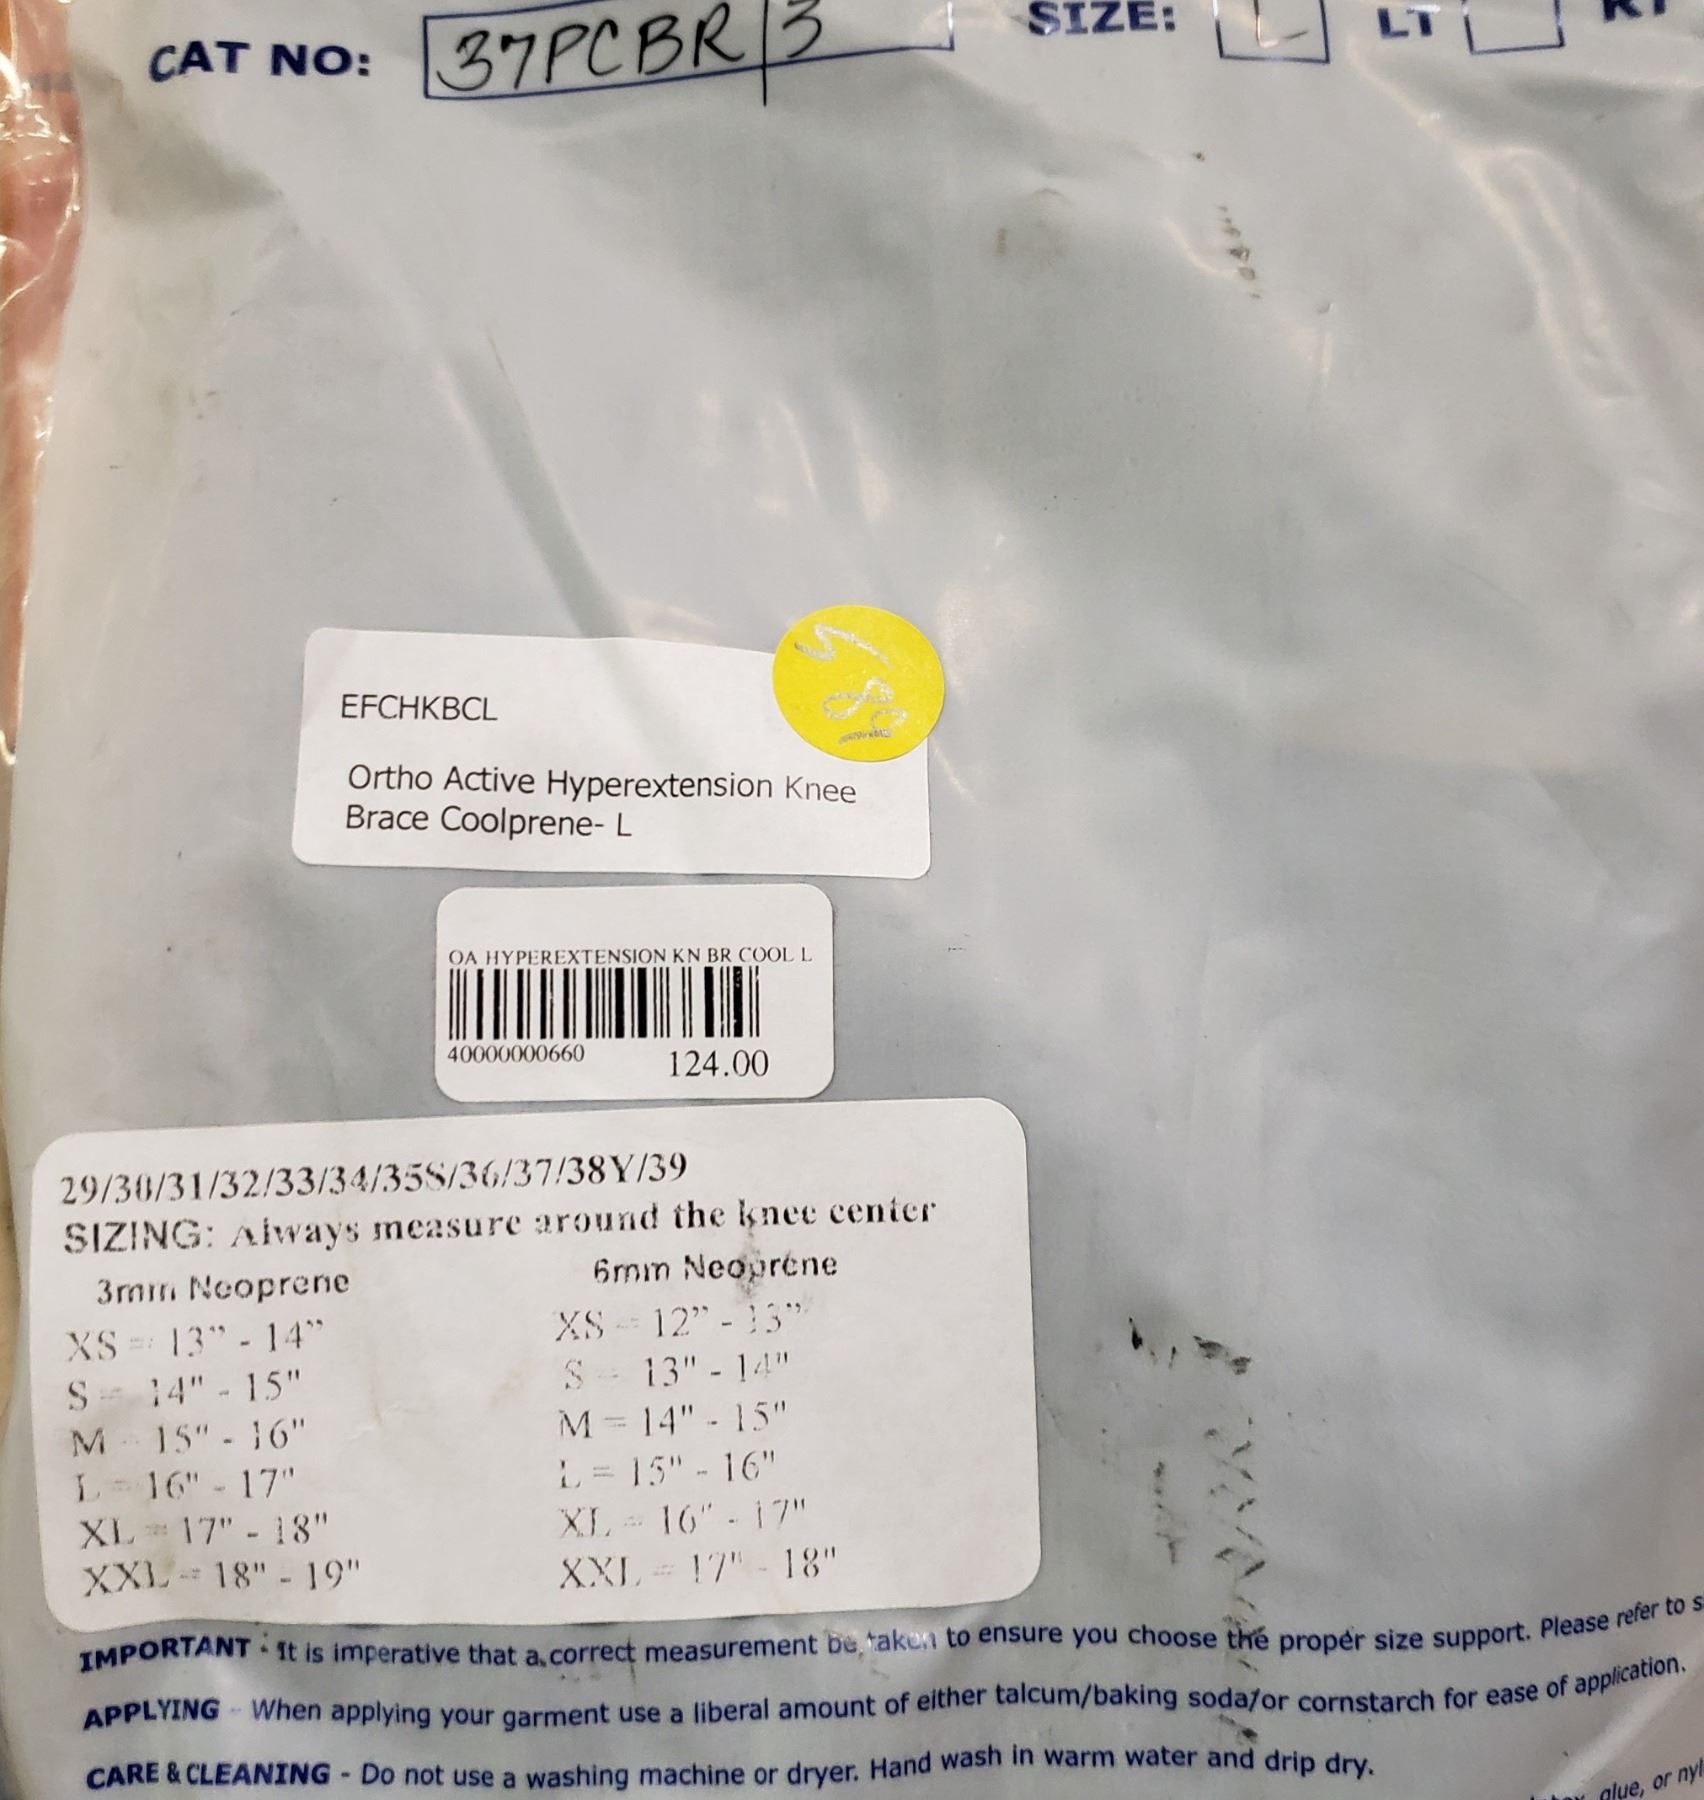 CAT NO: 37PCBR/3 SIZE: L LT RT
EFCHKBCL
Ortho Active Hyperextension Knee
Brace Coolprene- L
OA HYPEREXTENSION KN BR COOL L
40000000660 124.00
29/30/31/32/33/34/35S/36/37/38Y/39
SIZING: Always measure around the knee center
3mm Neoprene 6mm Neoprene
XS = 13" - 14" XS = 12" - 13"
S = 14" - 15" S = 13" - 14"
M = 15" - 16" M = 14" - 15"
L = 16" - 17" L = 15" - 16"
XL = 17" - 18" XL = 16" - 17"
XXL = 18" - 19" XXL = 17" - 18"
IMPORTANT - It is imperative that a correct measurement be taken to ensure you choose the proper size support. Please refer to
APPLYING - When applying your garment use a liberal amount of either talcum/baking soda/or cornstarch for ease of application.
CARE & CLEANING - Do not use a washing machine or dryer. Hand wash in warm water and drip dry.
glue, or